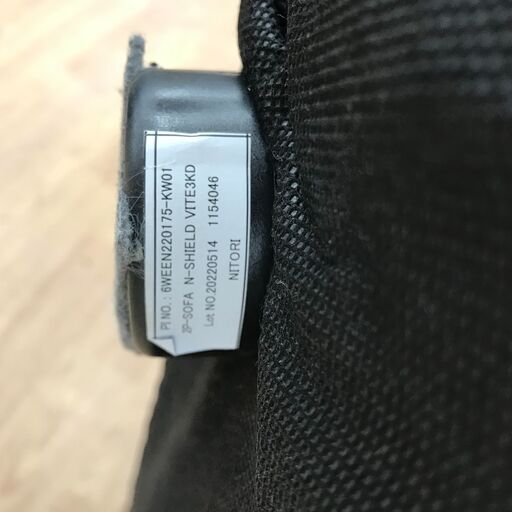 PI.NO.: 6WEEN220175-KW01
2P-SOFA N-SHIELD VITE3KD
Lot NO.20220514 1154046
NITORI